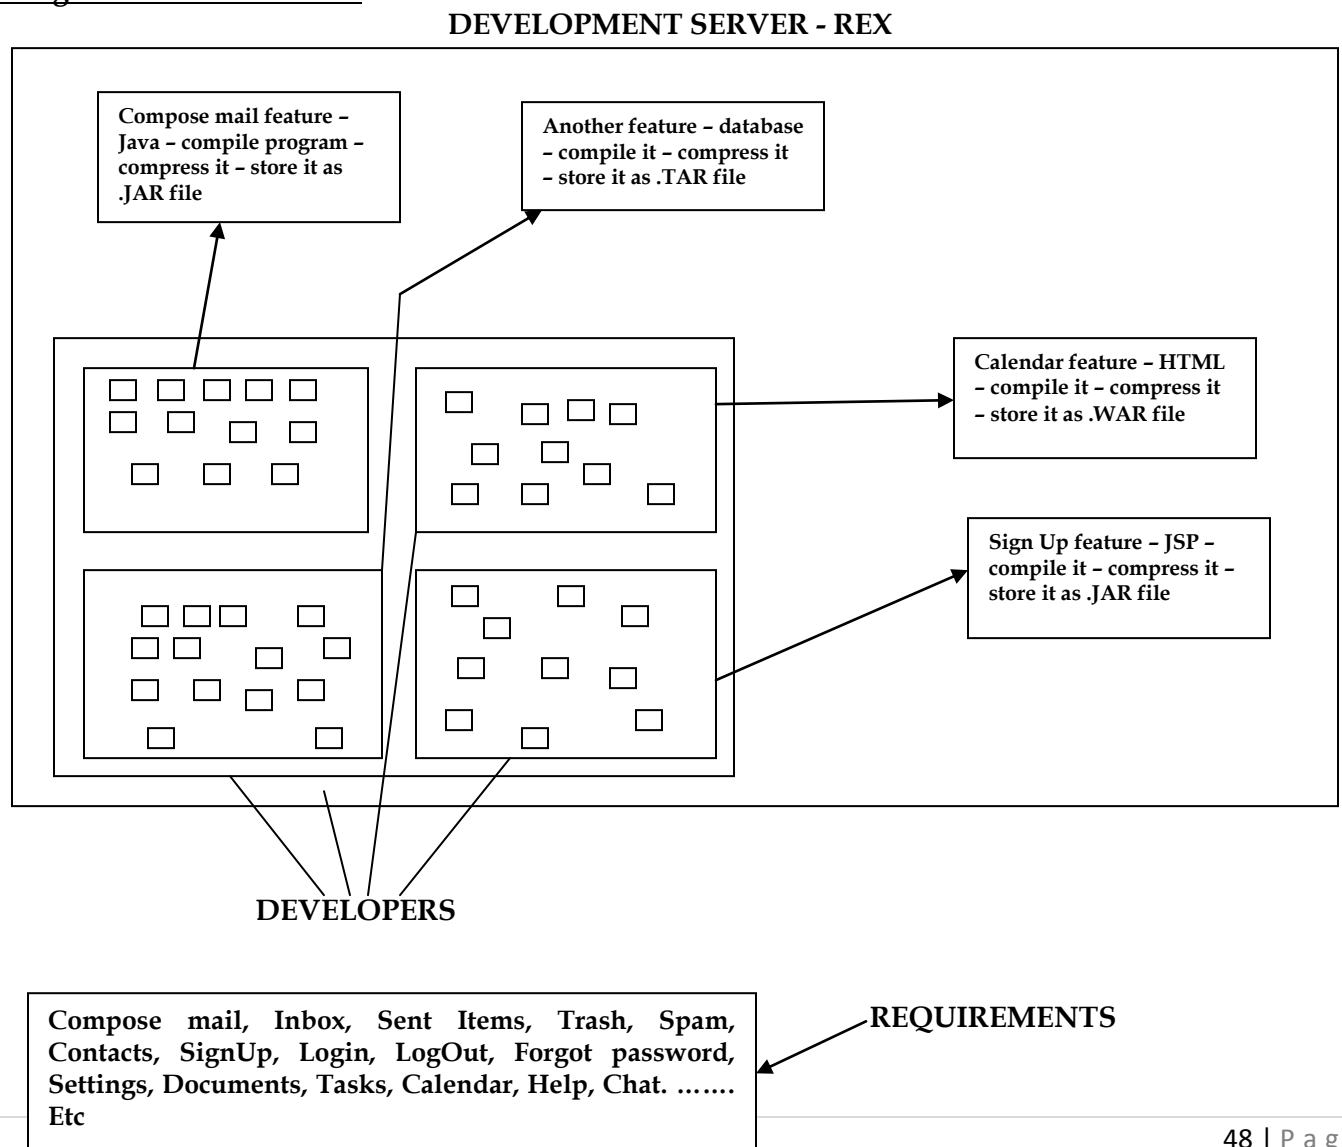 DEVELOPMENT SERVER - REX
Compose mail feature –
Java – compile program –
compress it – store it as
.JAR file
Another feature – database
– compile it – compress it
– store it as .TAR file
Calendar feature – HTML
– compile it – compress it
– store it as .WAR file
Sign Up feature – JSP –
compile it – compress it –
store it as .JAR file
DEVELOPERS
REQUIREMENTS
Compose mail, Inbox, Sent Items, Trash, Spam,
Contacts, SignUp, Login, LogOut, Forgot password,
Settings, Documents, Tasks, Calendar, Help, Chat. .......
Etc
48 | P a g